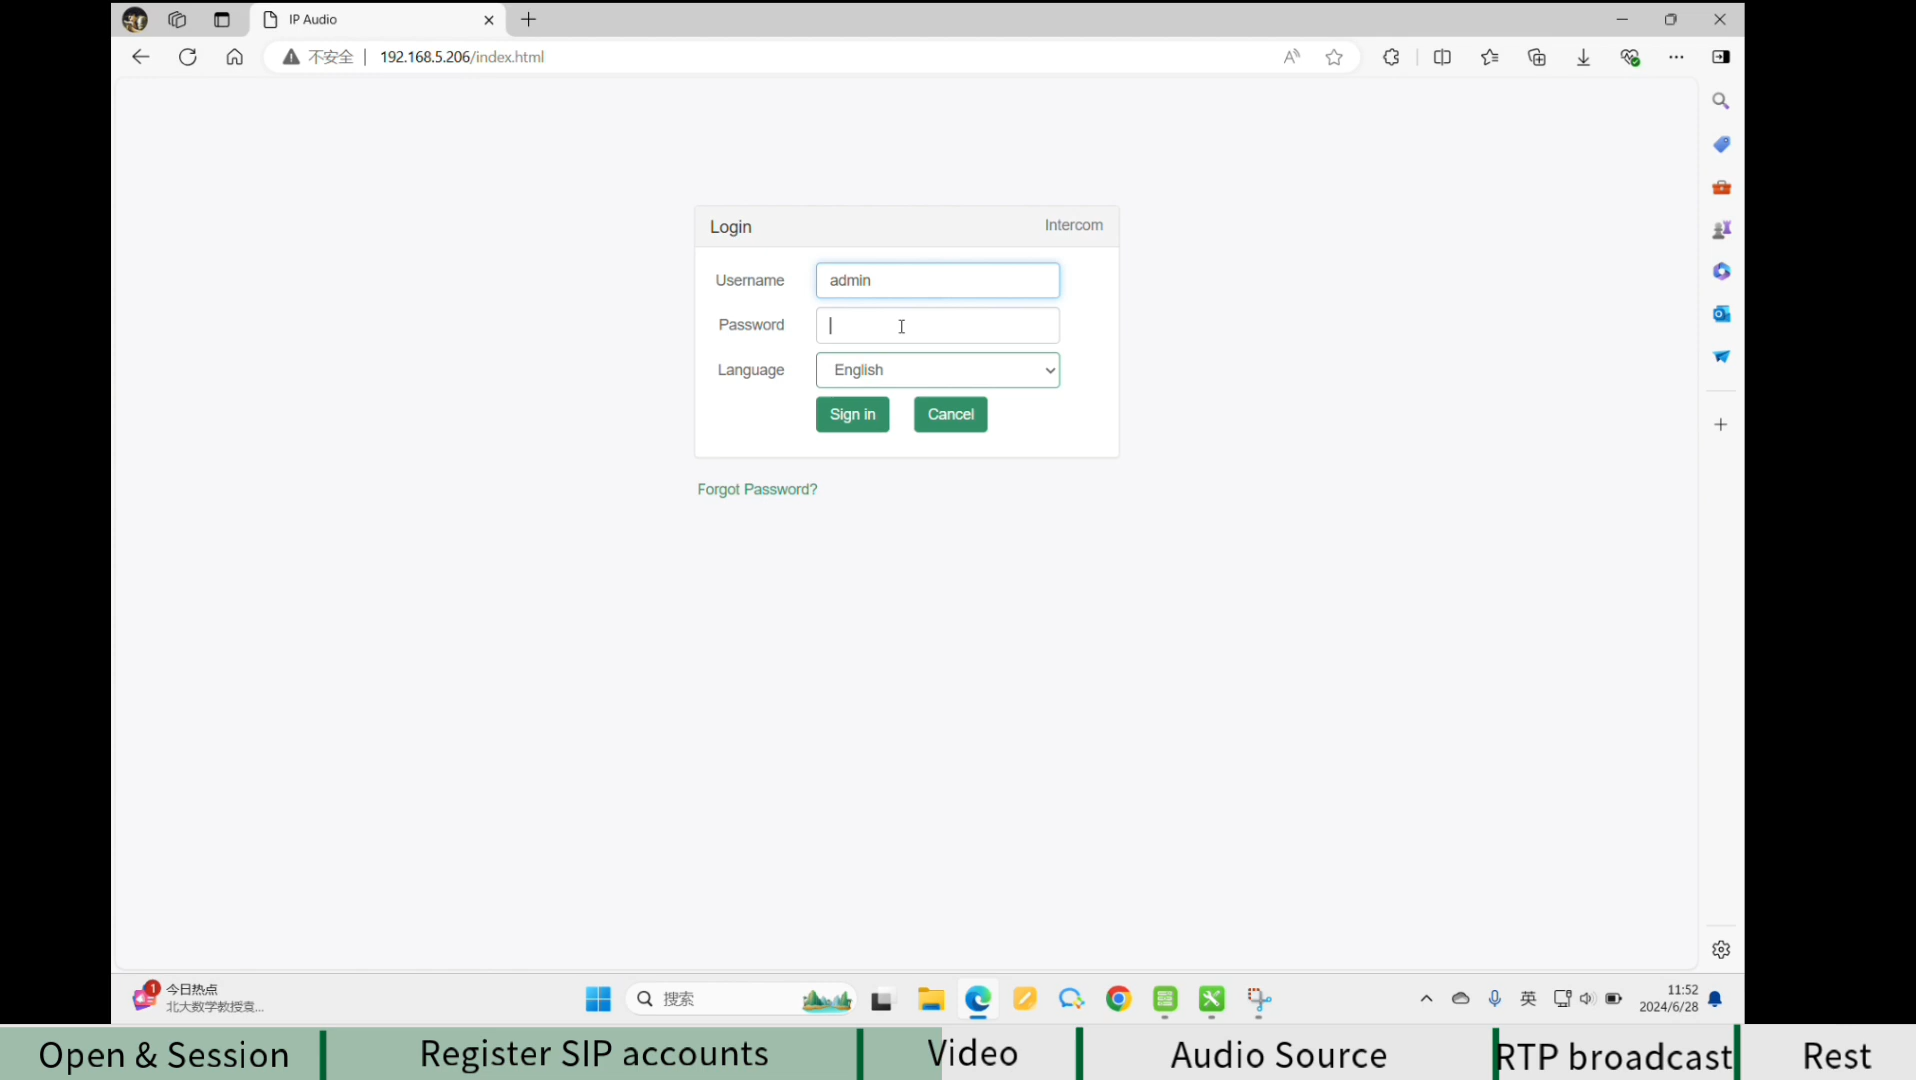 IP Audio
不安全 | 192.168.5.206/index.html
Login
Intercom
Username
admin
Password
Language
English
Sign in
Cancel
Forgot Password?
1
今日热点
北大数学教授袁...
搜索
英
11:52
2024/6/28
Open & Session
Register SIP accounts
Video
Audio Source
RTP broadcast
Rest